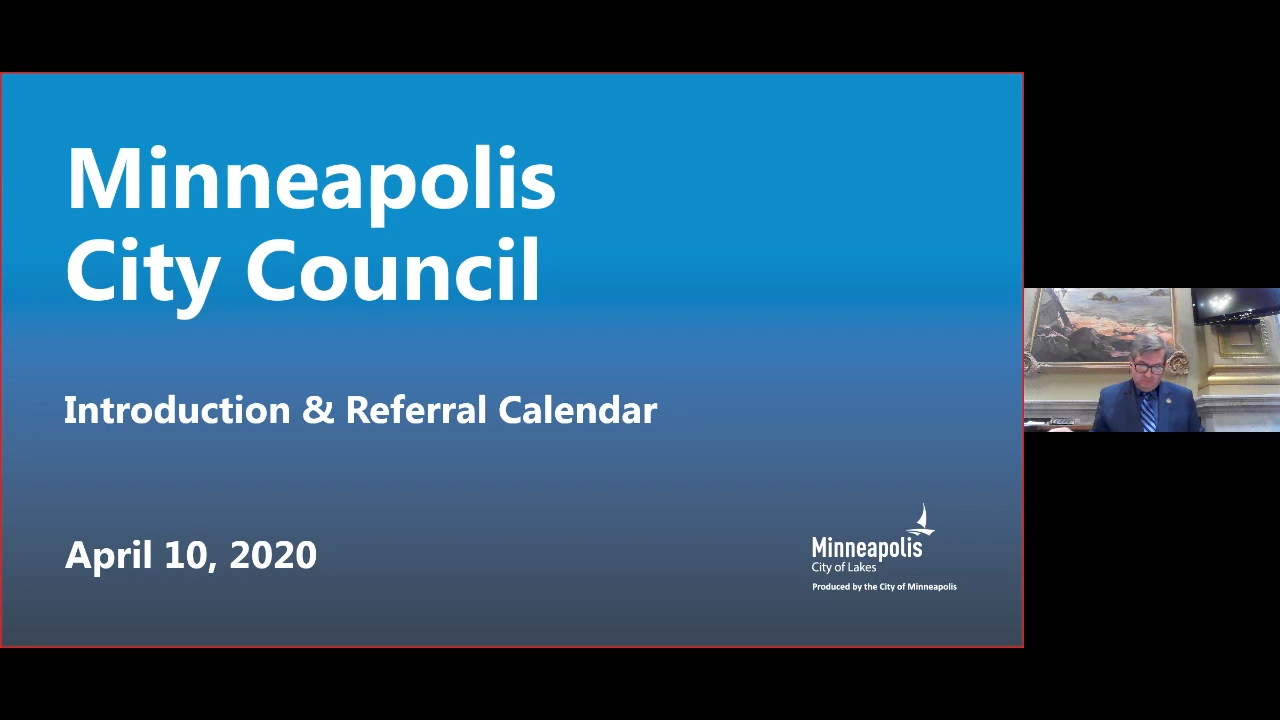 Minneapolis
City Council
Introduction & Referral Calendar
April 10, 2020
Minneapolis
City of Lakes
Produced by the City of Minneapolis